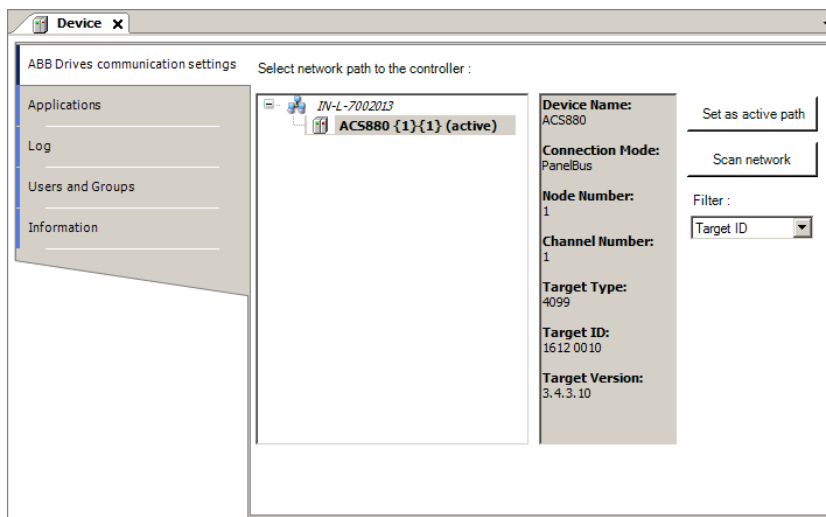 Device
ABB Drives communication settings
Applications
Log
Users and Groups
Information
Select network path to the controller :
IN-L-7002013
ACS880 {1}{1} (active)
Device Name:
ACS880
Connection Mode:
PanelBus
Node Number:
1
Channel Number:
1
Target Type:
4099
Target ID:
1612 0010
Target Version:
3.4.3.10
Set as active path
Scan network
Filter :
Target ID